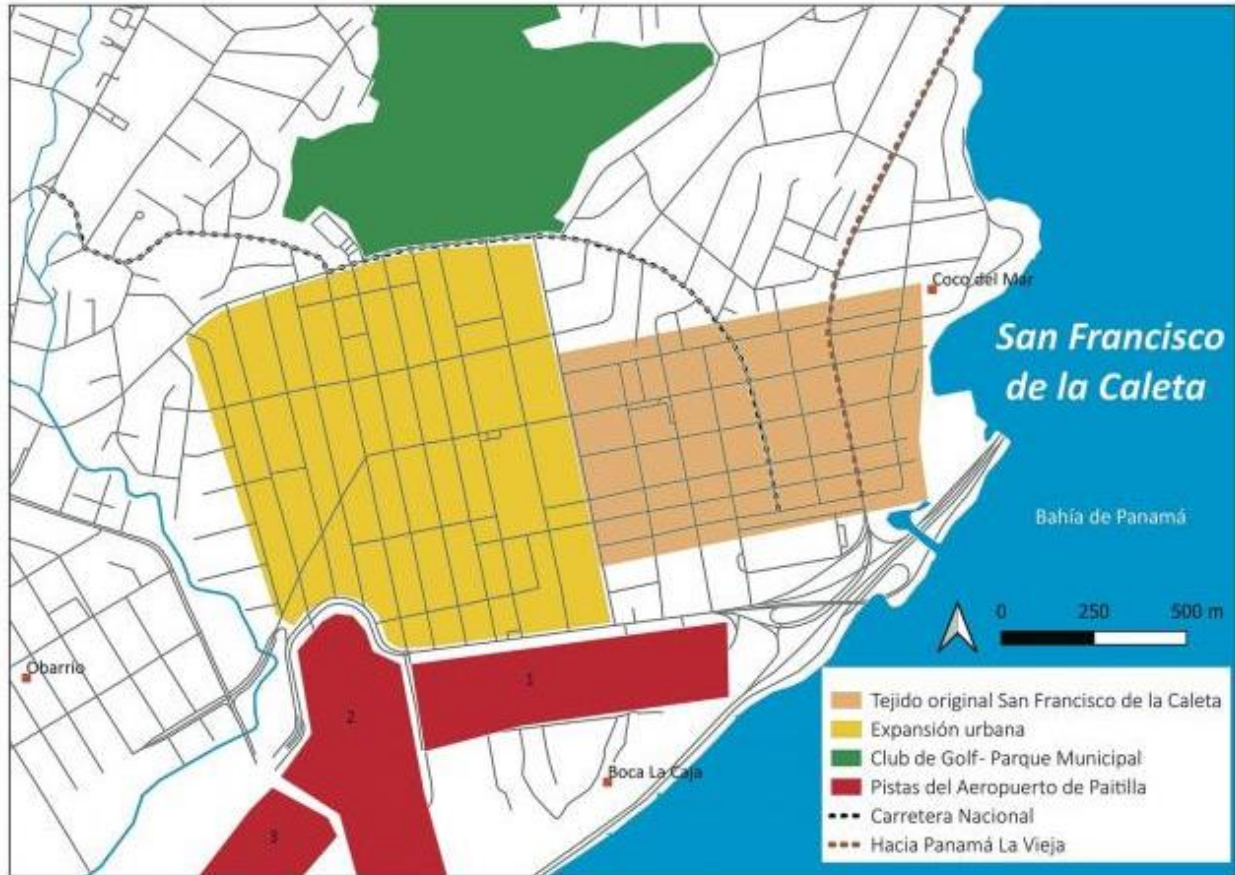 Coco del Mar
San Francisco
de la Caleta
Bahía de Panamá
0 250 500 m
Obarrio
1
2
Boca La Caja
3
Tejido original San Francisco de la Caleta
Expansión urbana
Club de Golf- Parque Municipal
Pistas del Aeropuerto de Paitilla
Carretera Nacional
Hacia Panamá La Vieja